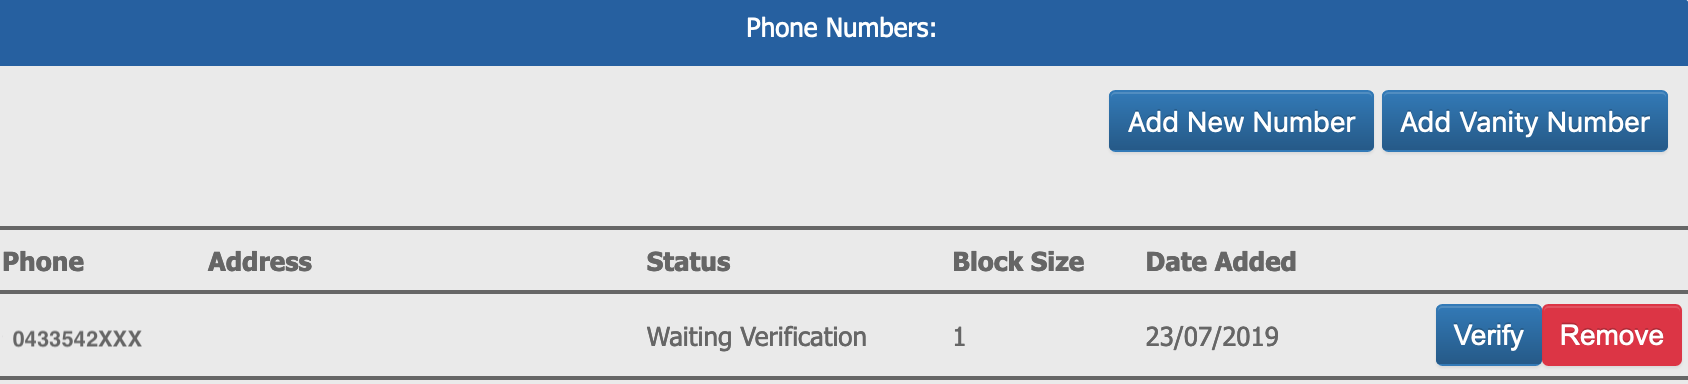 Phone Numbers:
Add New Number Add Vanity Number
Phone Address Status Block Size Date Added
0433542XXX Waiting Verification 1 23/07/2019 Verify Remove